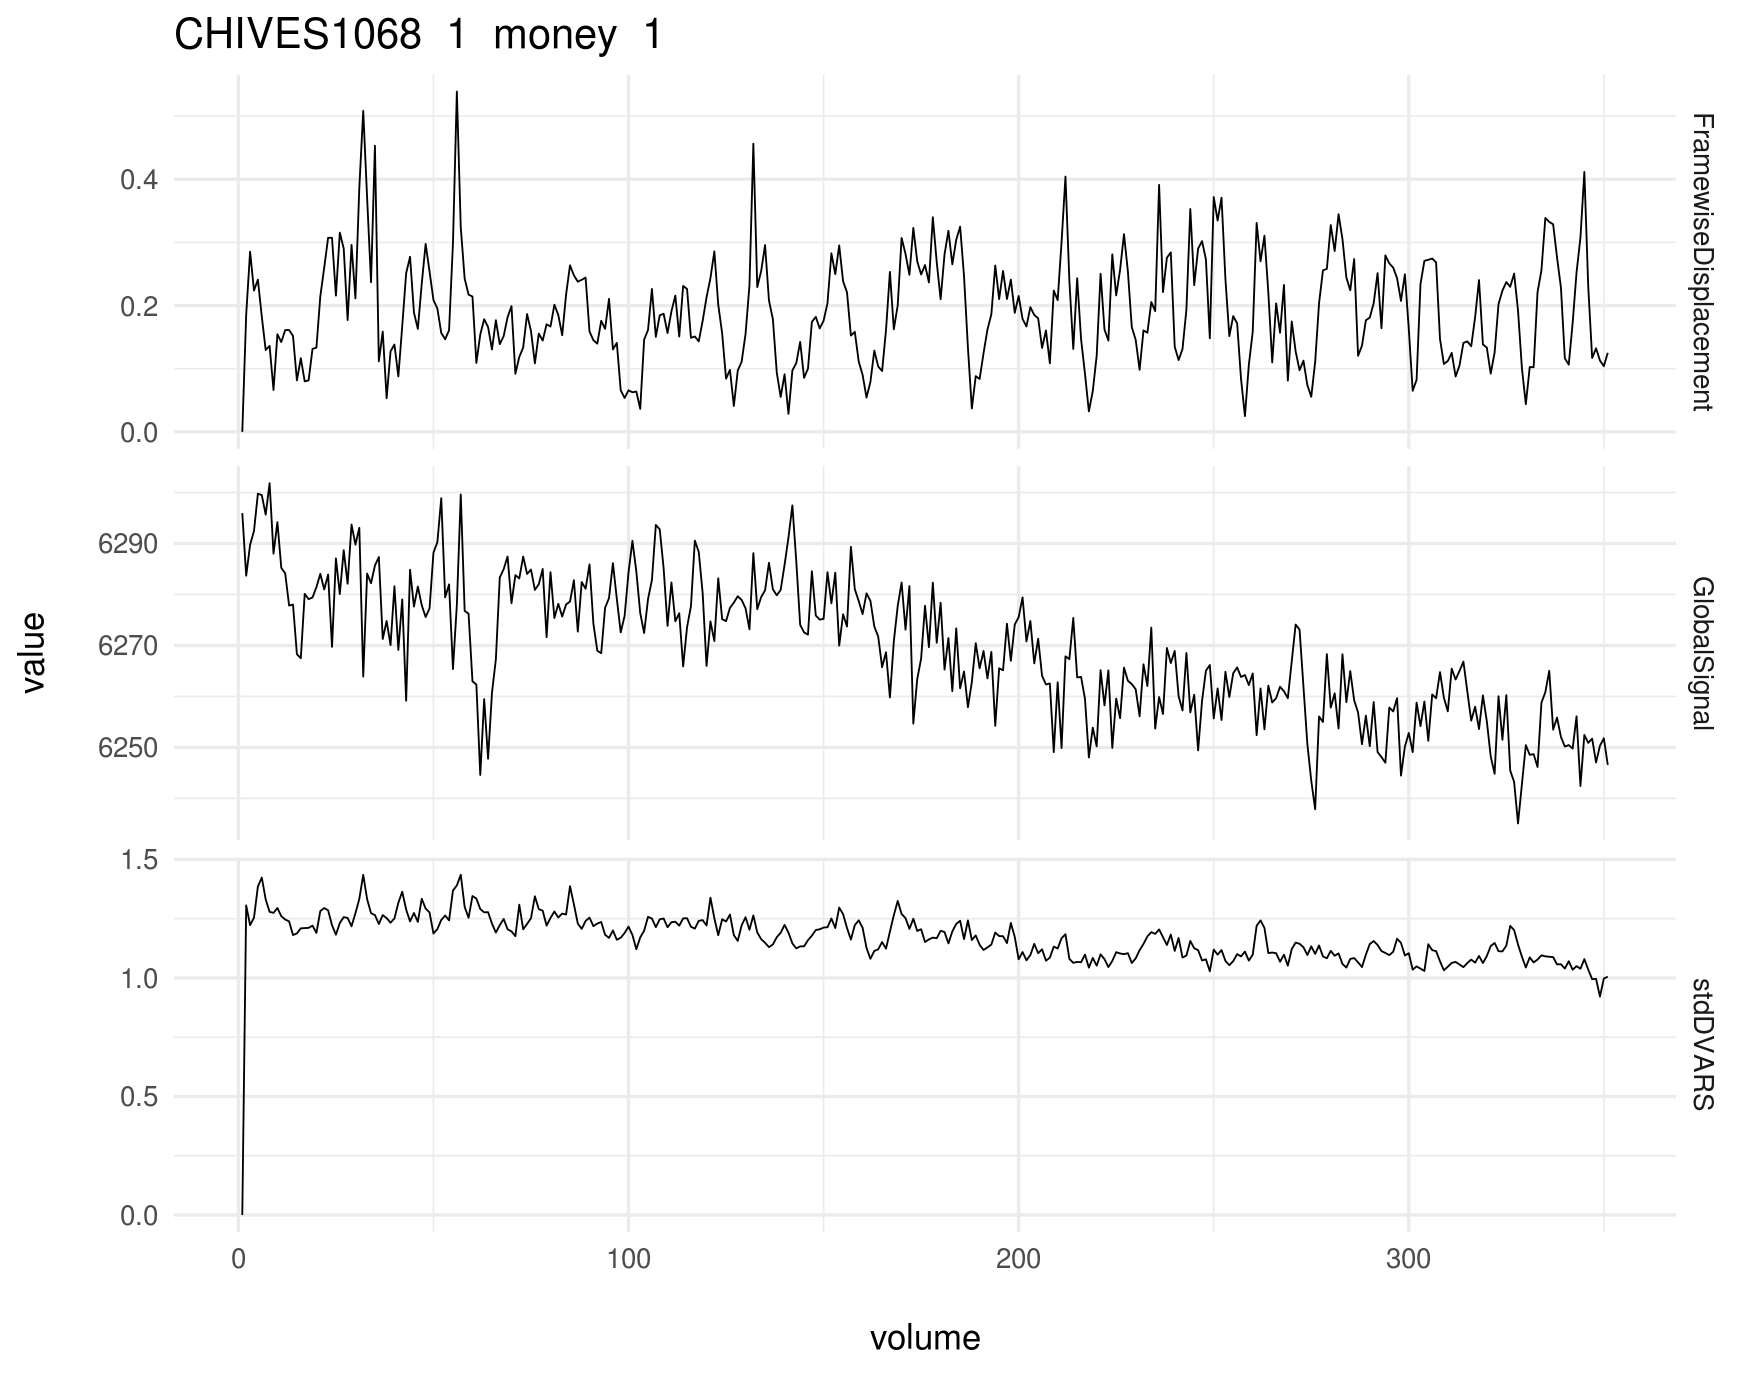 CHIVES1068 1 money 1
0.4
0.2
0.0
FramewiseDisplacement
6290
6270
6250
GlobalSignal
1.5
1.0
0.5
0.0
stdDVARS
value
0 100 200 300
volume